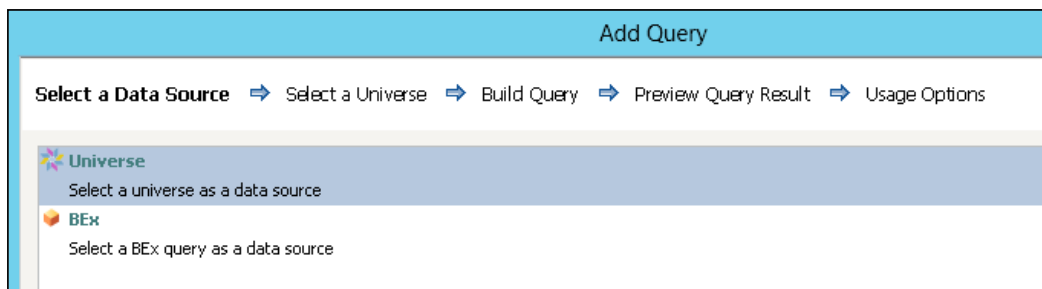 Add Query
Select a Data Source ⇒ Select a Universe ⇒ Build Query ⇒ Preview Query Result ⇒ Usage Options
Universe
Select a universe as a data source
BEx
Select a BEx query as a data source